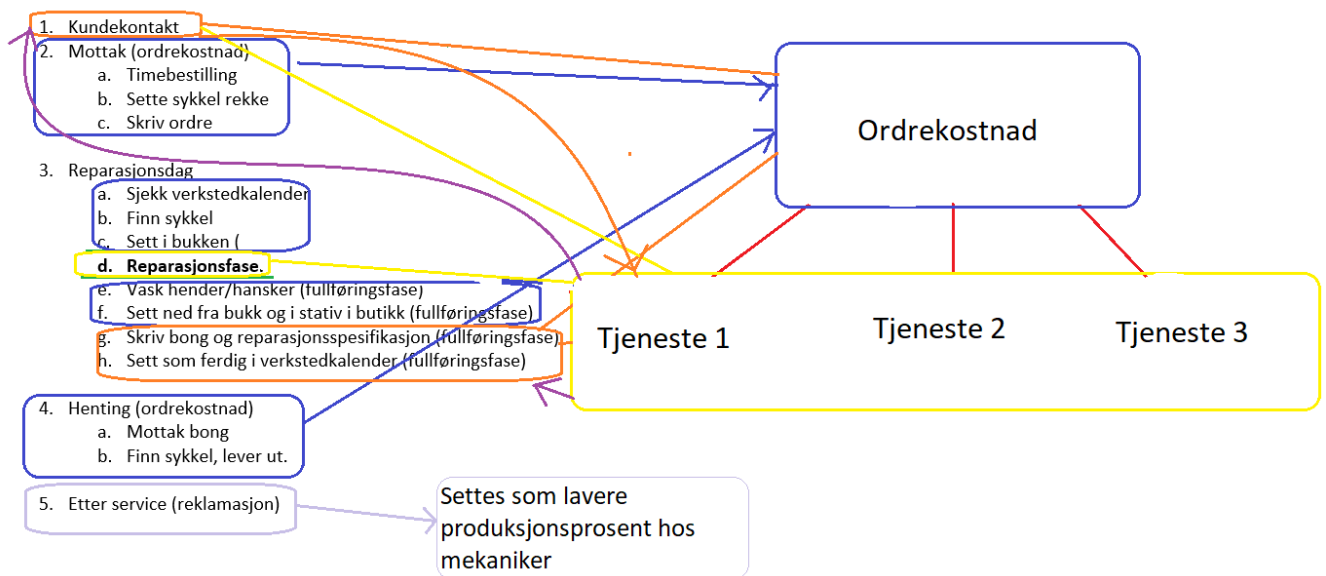 1. Kundekontakt
2. Mottak (ordrekostnad)
a. Timebestilling
b. Sette sykkel rekke
c. Skriv ordre
3. Reparasjonsdag
a. Sjekk verkstedkalender
b. Finn sykkel
c. Sett i bukken (
d. Reparasjonsfase.
e. Vask hender/hansker (fullføringsfase)
f. Sett ned fra bukk og i stativ i butikk (fullføringsfase)
g. Skriv bong og reparasjonsspesifikasjon (fullføringsfase)
h. Sett som ferdig i verkstedkalender (fullføringsfase)
4. Henting (ordrekostnad)
a. Mottak bong
b. Finn sykkel, lever ut.
5. Etter service (reklamasjon)
Ordrekostnad
Tjeneste 1
Tjeneste 2
Tjeneste 3
Settes som lavere
produksjonsprosent hos
mekaniker